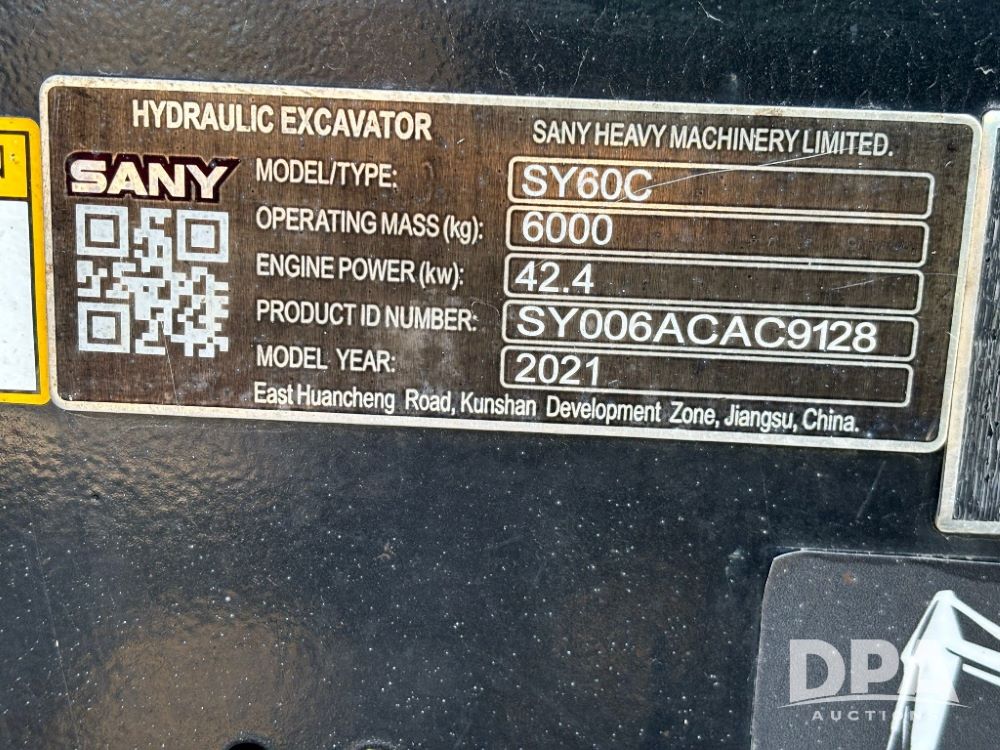 HYDRAULIC EXCAVATOR
SANY HEAVY MACHINERY LIMITED.
SANY
MODEL/TYPE: SY60C
OPERATING MASS (kg): 6000
ENGINE POWER (kw): 42.4
PRODUCT ID NUMBER: SY006ACAC9128
MODEL YEAR: 2021
East Huancheng Road, Kunshan Development Zone, Jiangsu, China.
DPA
AUCTION